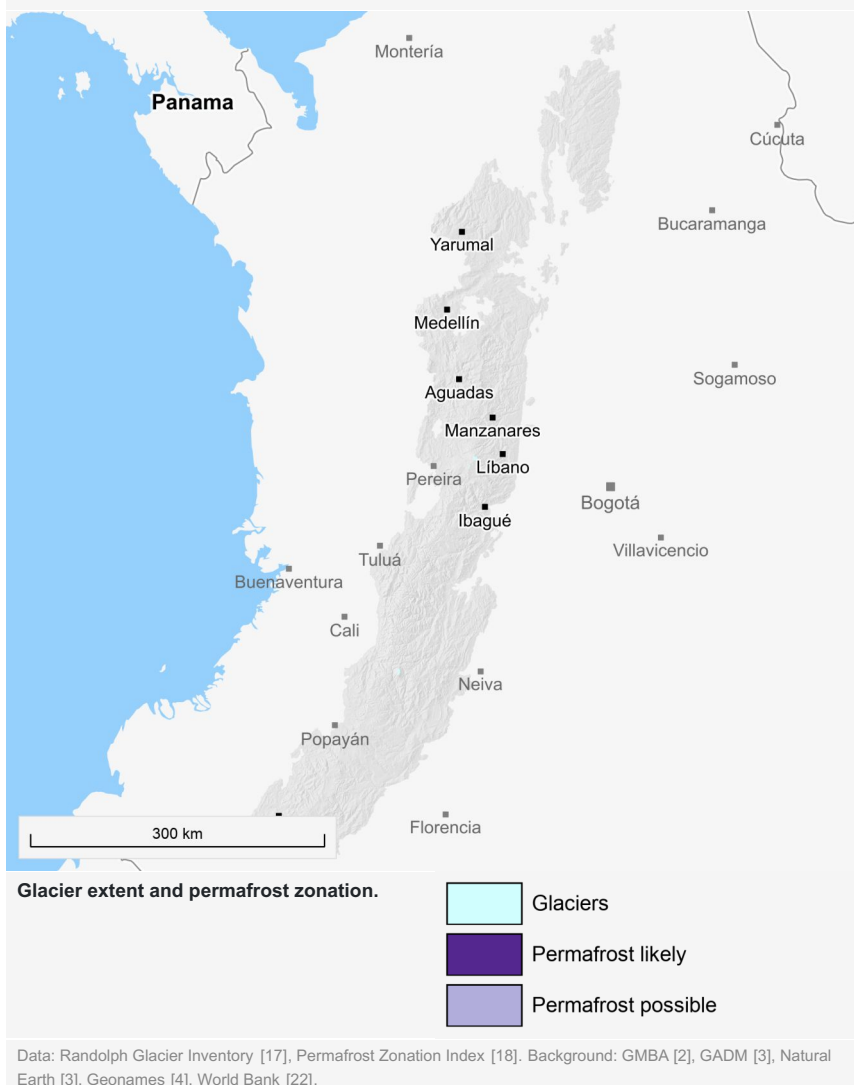 Montería
Panama
Cúcuta
Bucaramanga
Yarumal
Medellín
Sogamoso
Aguadas
Manzanares
Líbano
Pereira
Bogotá
Ibagué
Villavicencio
Tuluá
Buenaventura
Cali
Neiva
Popayán
300 km
Florencia
Glacier extent and permafrost zonation.
Glaciers
Permafrost likely
Permafrost possible
Data: Randolph Glacier Inventory [17], Permafrost Zonation Index [18]. Background: GMBA [2], GADM [3], Natural
Earth [3], Geonames [4], World Bank [22].